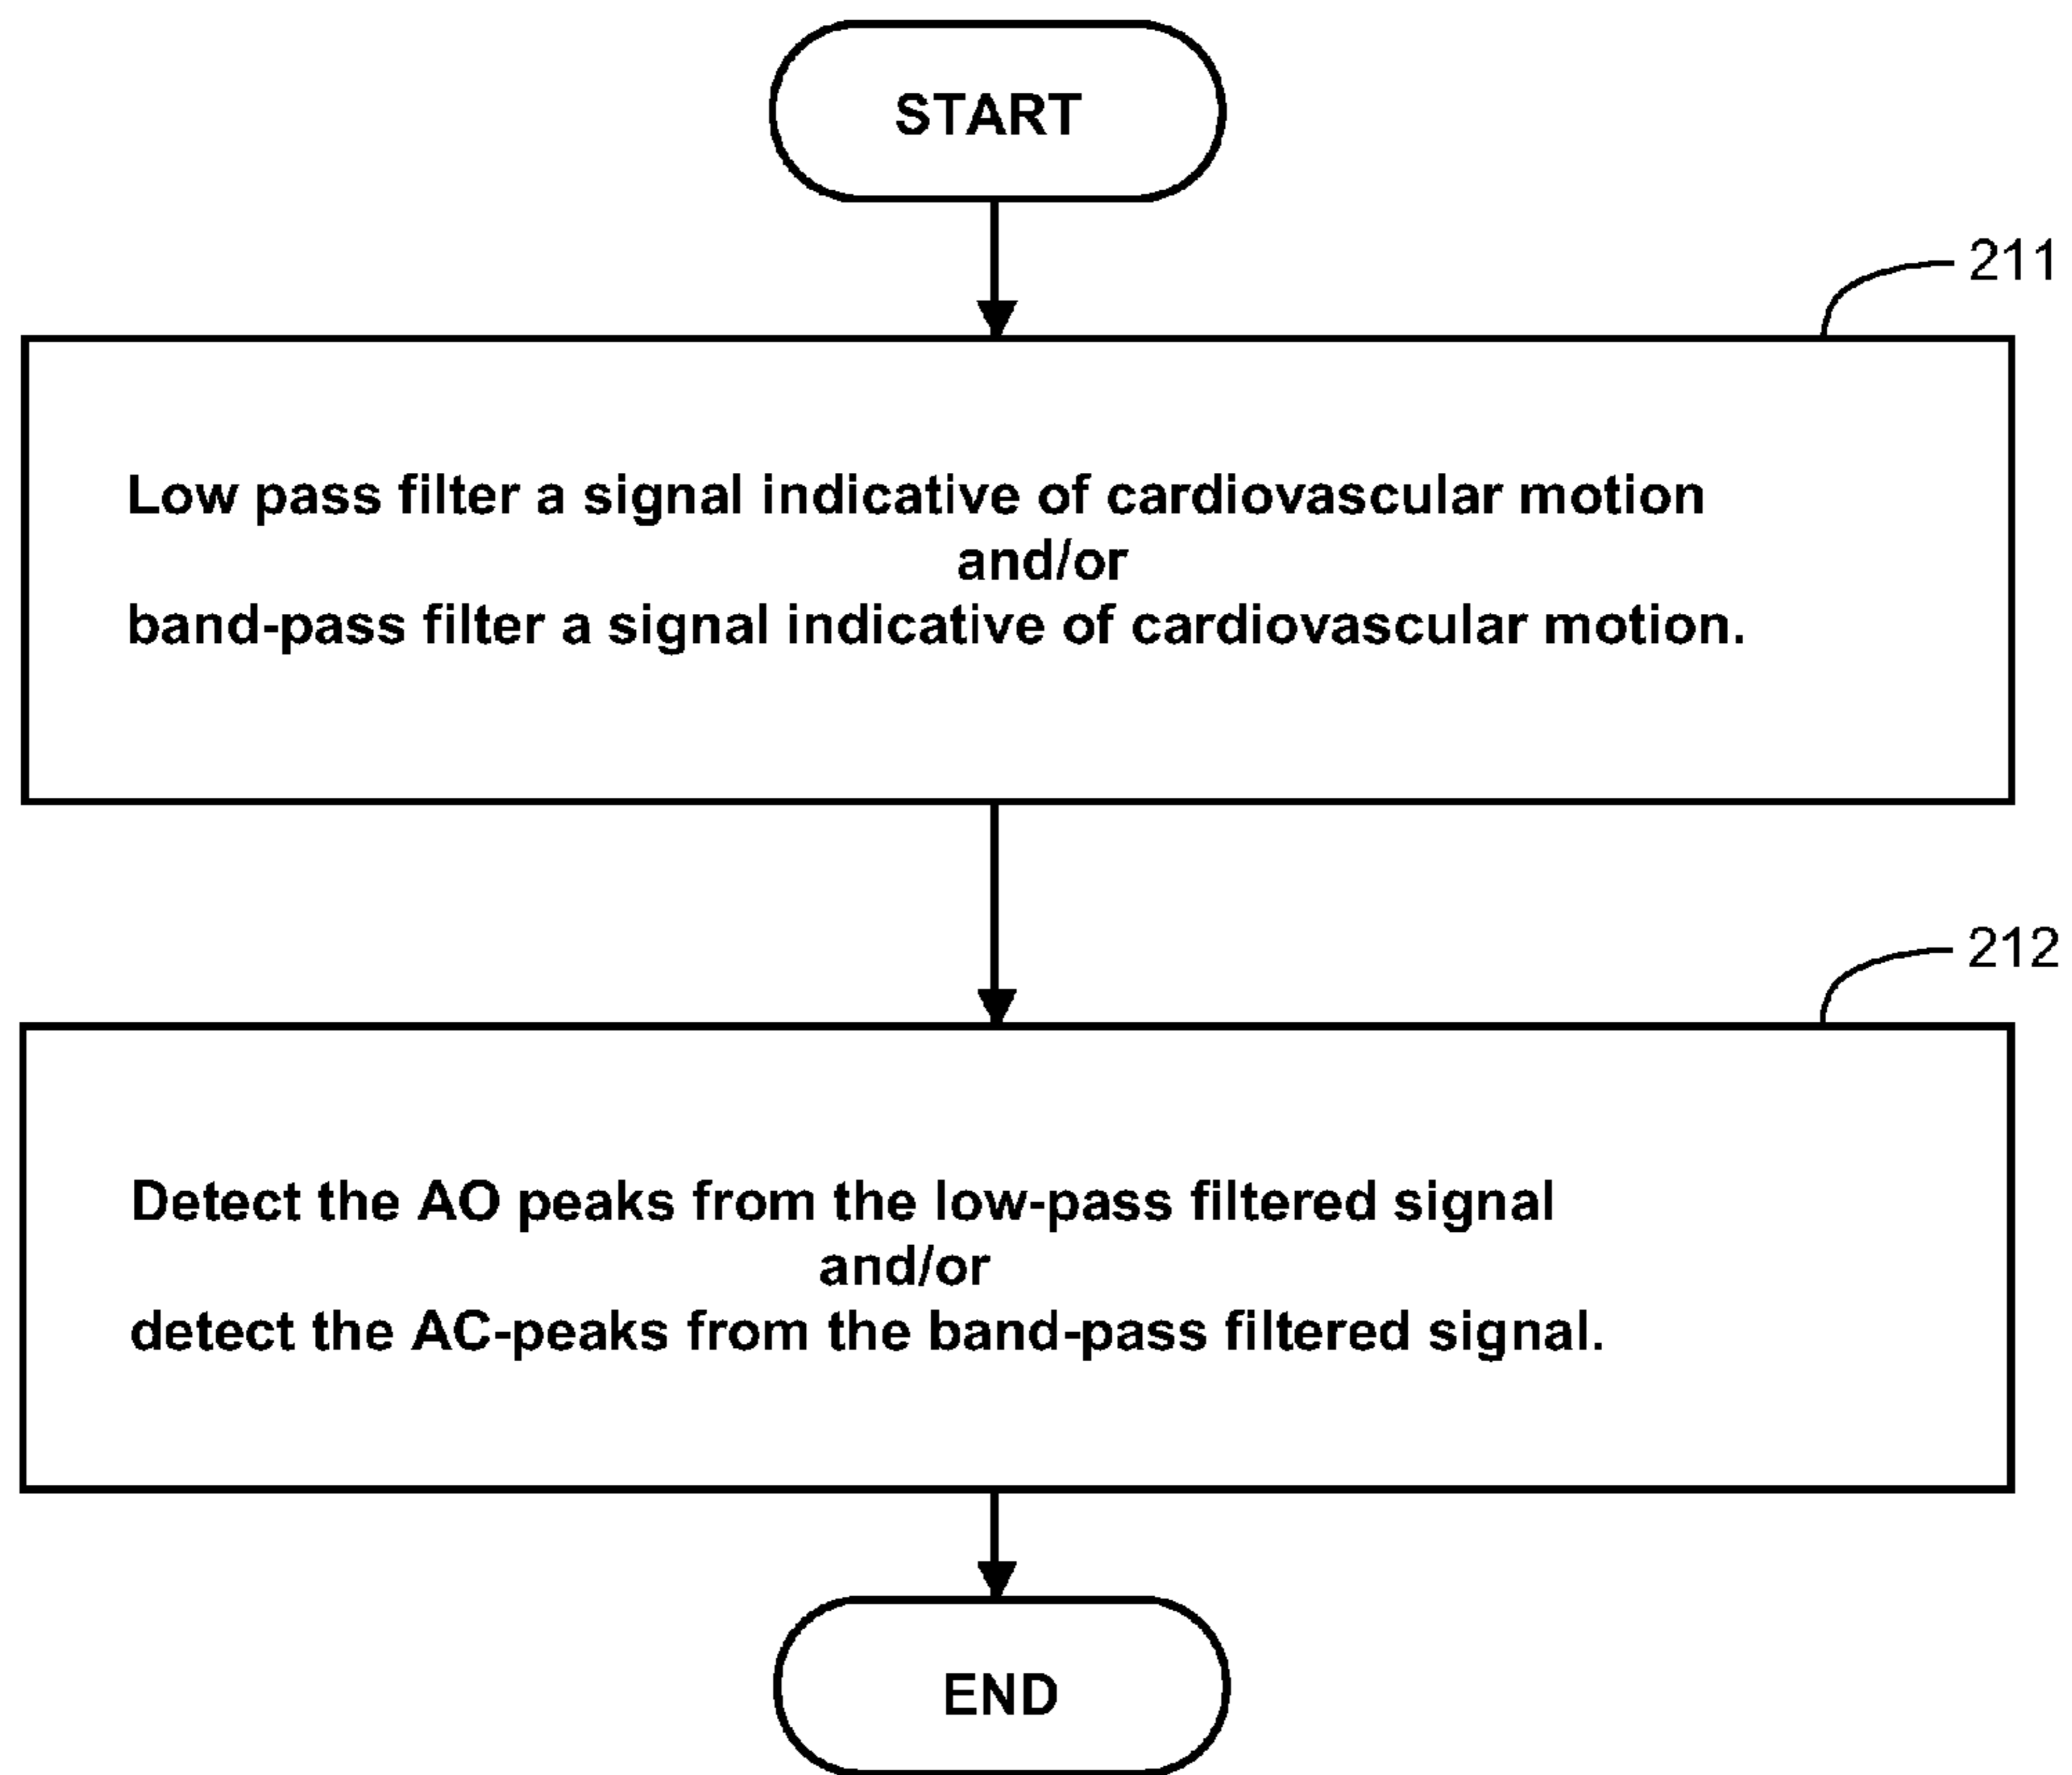 START
211
Low pass filter a signal indicative of cardiovascular motion
and/or
band-pass filter a signal indicative of cardiovascular motion.
212
Detect the AO peaks from the low-pass filtered signal
and/or
detect the AC-peaks from the band-pass filtered signal.
END